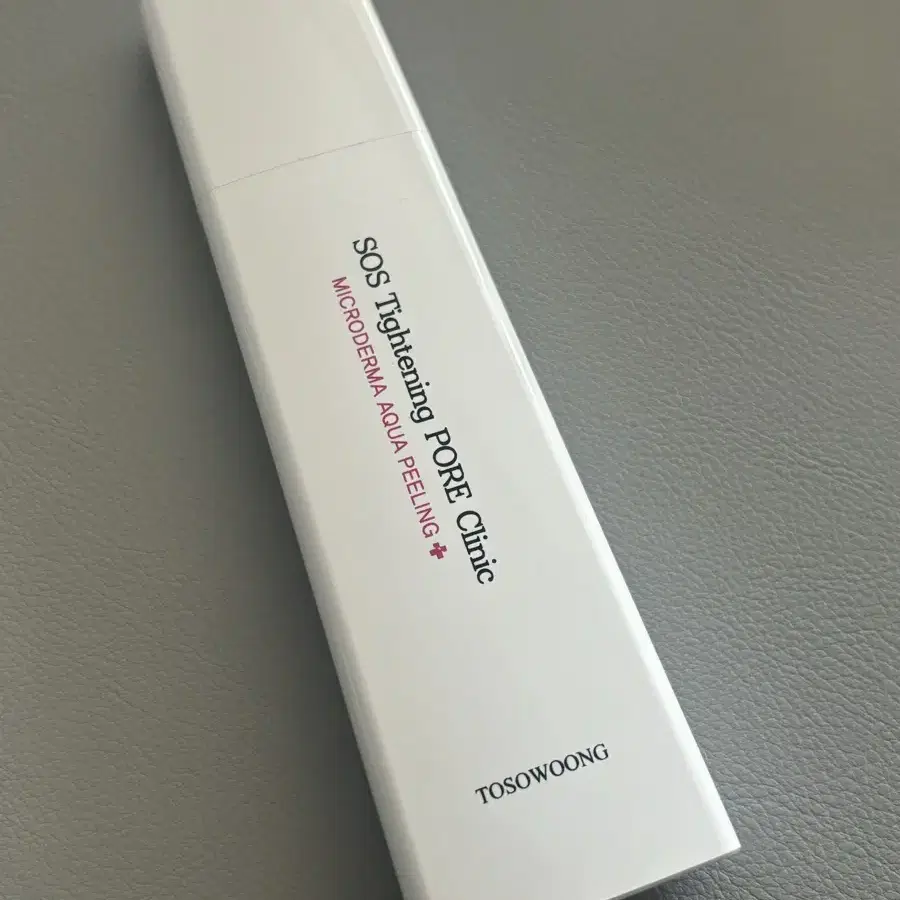 SOS Tightening PORE Clinic
MICRODERMA AQUA PEELING
TOSOWOONG